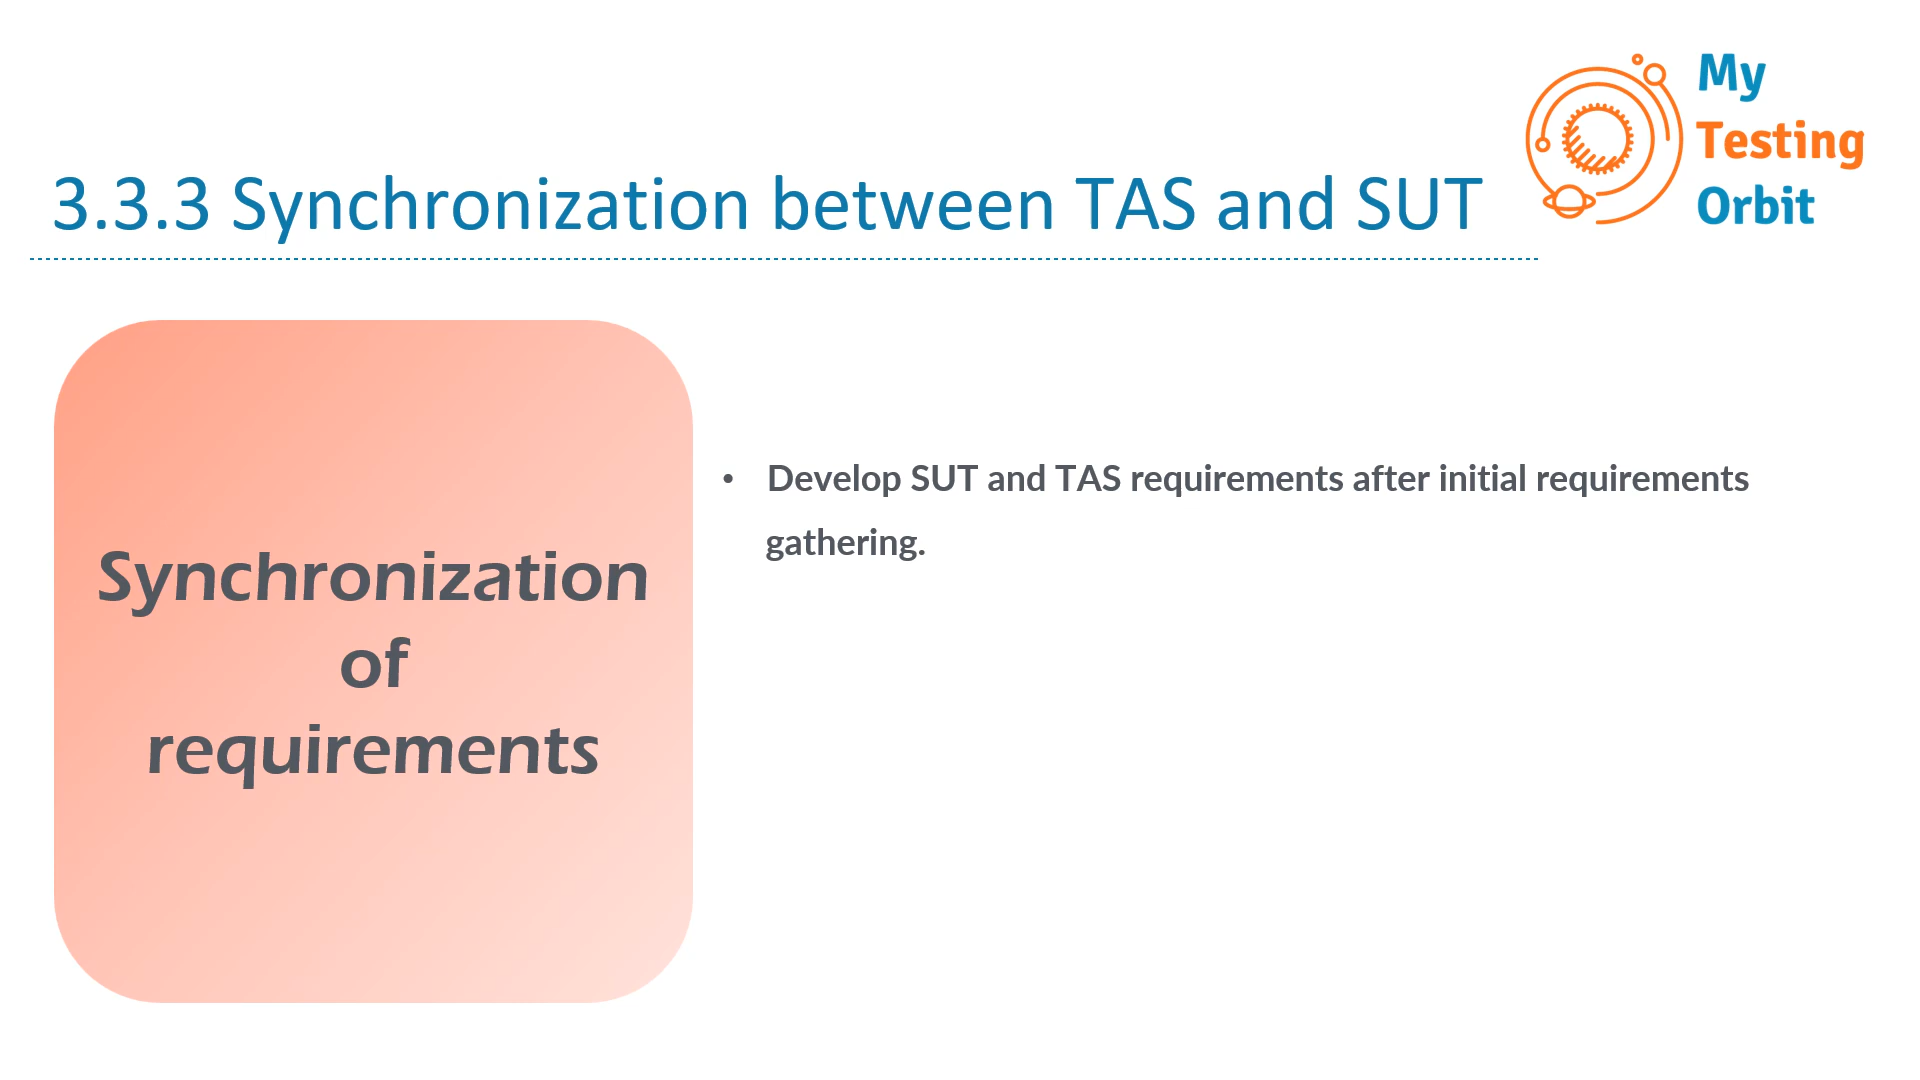 My
Testing
Orbit
3.3.3 Synchronization between TAS and SUT
Synchronization
of
requirements
• Develop SUT and TAS requirements after initial requirements
gathering.